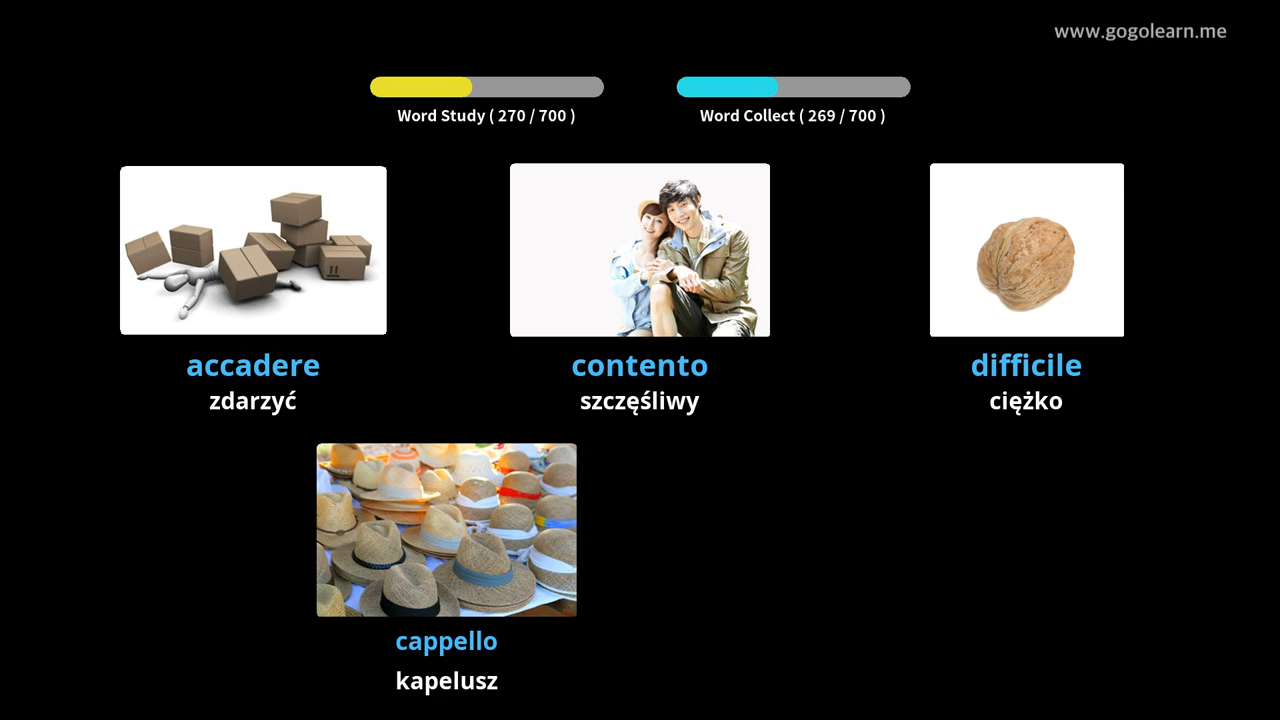 www.gogolearn.me
Word Study ( 270 / 700 )
Word Collect ( 269 / 700 )
accadere
zdarzyć
contento
szczęśliwy
difficile
ciężko
cappello
kapelusz